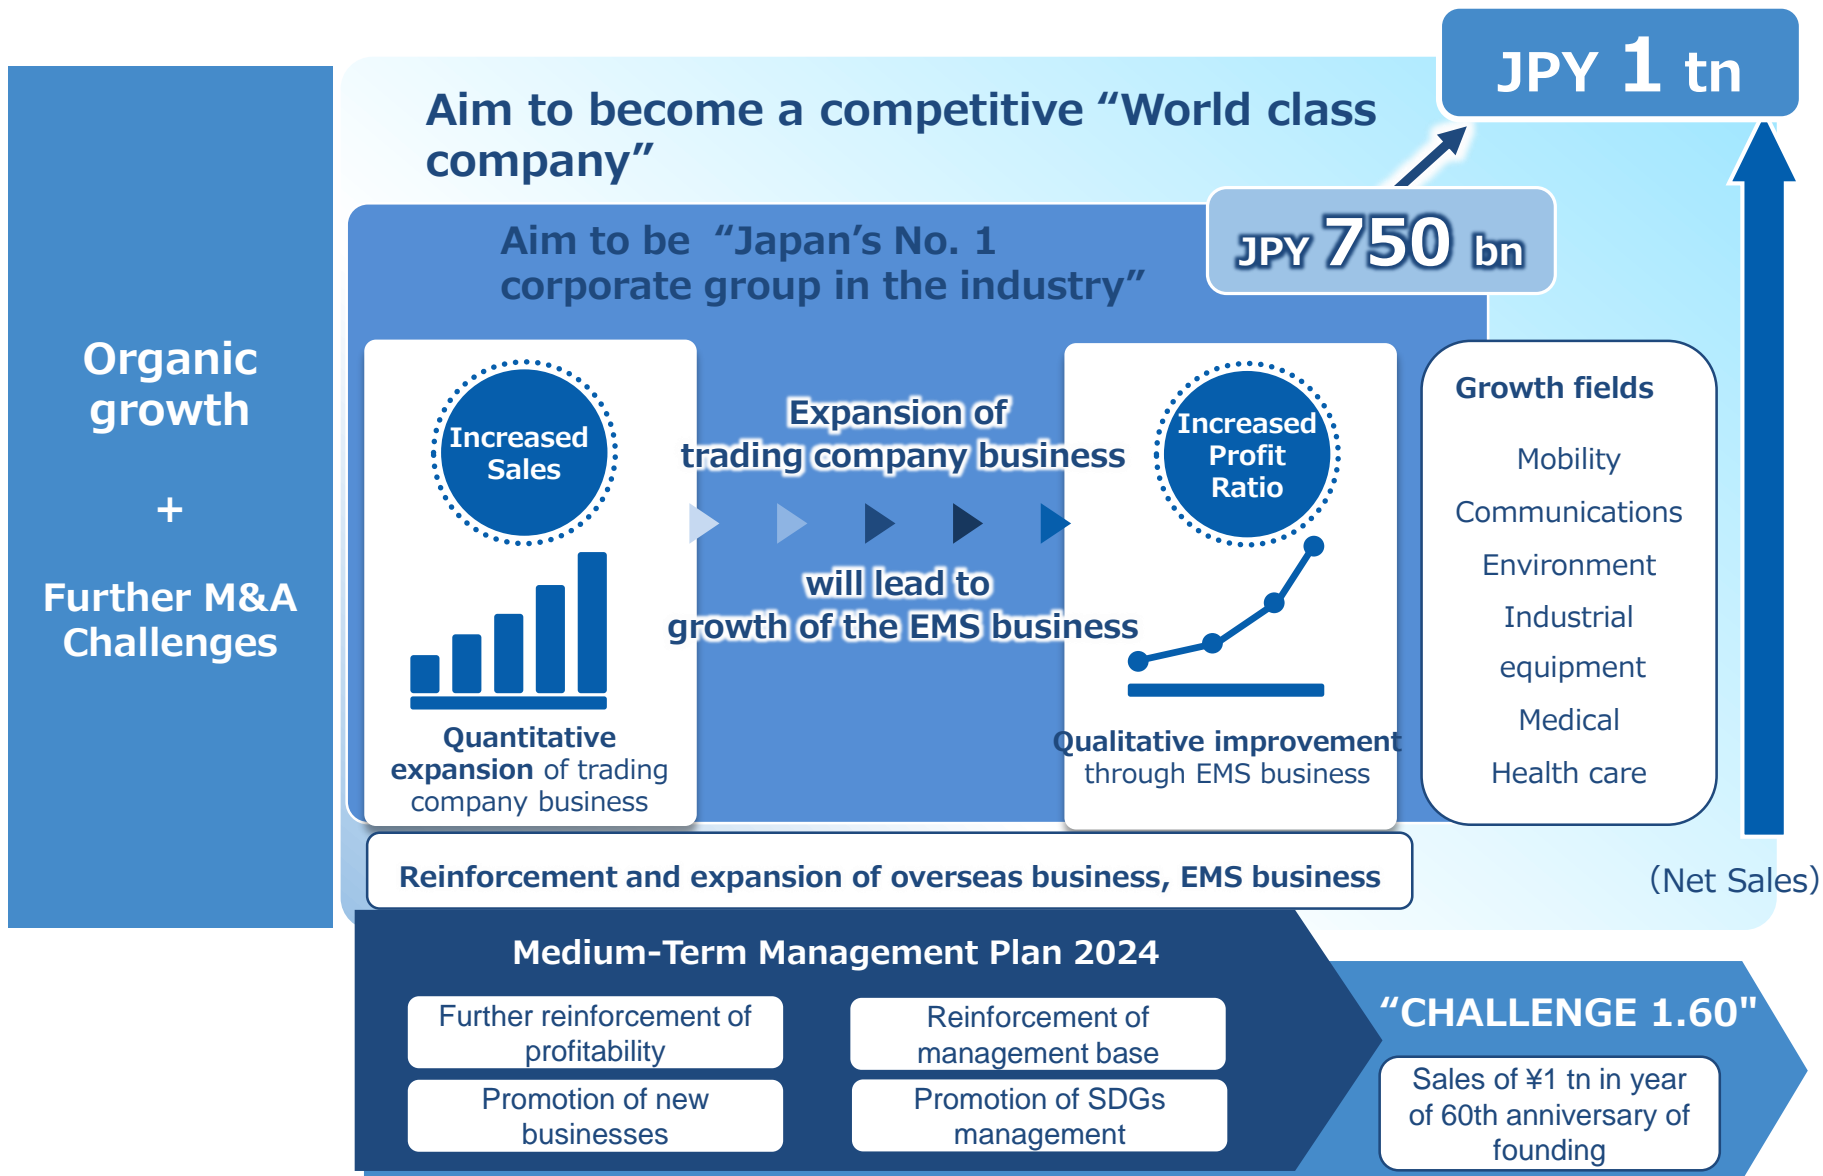 JPY 1 tn
Aim to become a competitive “World class
company”
Aim to be “Japan’s No. 1
corporate group in the industry”
JPY 750 bn
Organic
growth
+
Further M&A
Challenges
Increased
Sales
Quantitative
expansion of trading
company business
Expansion of
trading company business
will lead to
growth of the EMS business
Increased
Profit
Ratio
Qualitative improvement
through EMS business
Growth fields
Mobility
Communications
Environment
Industrial
equipment
Medical
Health care
Reinforcement and expansion of overseas business, EMS business
（Net Sales）
Medium-Term Management Plan 2024
Further reinforcement of
profitability
Reinforcement of
management base
Promotion of new
businesses
Promotion of SDGs
management
“CHALLENGE 1.60"
Sales of ¥1 tn in year
of 60th anniversary of
founding